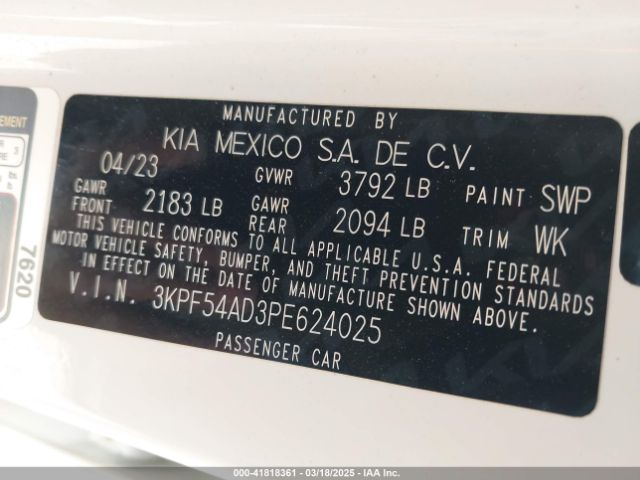 MANUFACTURED BY
KIA MEXICO S.A. DE C.V.
04/23 GVWR 3792 LB PAINT SWP
GAWR FRONT 2183 LB GAWR REAR 2094 LB TRIM WK
THIS VEHICLE CONFORMS TO ALL APPLICABLE U.S.A. FEDERAL
MOTOR VEHICLE SAFETY, BUMPER, AND THEFT PREVENTION STANDARDS
IN EFFECT ON THE DATE OF MANUFACTURE SHOWN ABOVE.
V.I.N. 3KPF54AD3PE624025
PASSENGER CAR
7620
000-41818361 | 03/18/2025 - IAAI, Inc.